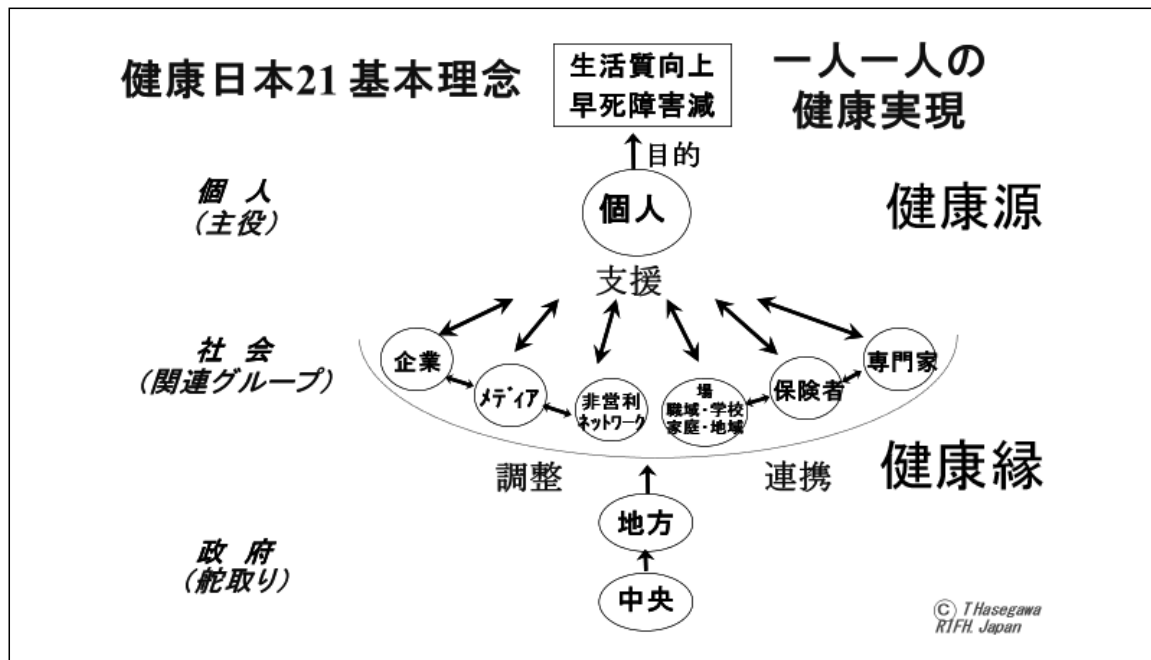 健康日本21 基本理念
生活質向上
早死障害減
一人一人の
健康実現
目的
個 人
(主役)
個人
健康源
支援
社 会
(関連グループ)
企業
メディア
非営利
ネットワーク
場
職域・学校
家庭・地域
保険者
専門家
調整
連携
健康縁
地方
政 府
(舵取り)
中央
© THasegawa
RIFH. Japan